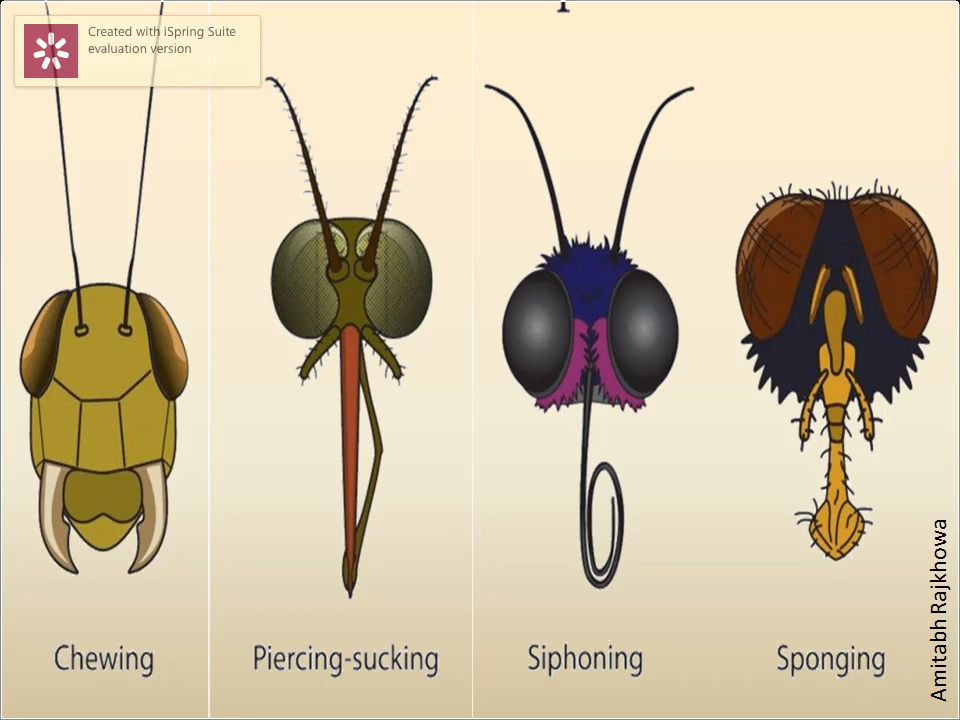 Created with iSpring Suite
evaluation version
Chewing
Piercing-sucking
Siphoning
Sponging
Amitabh Rajkhowa